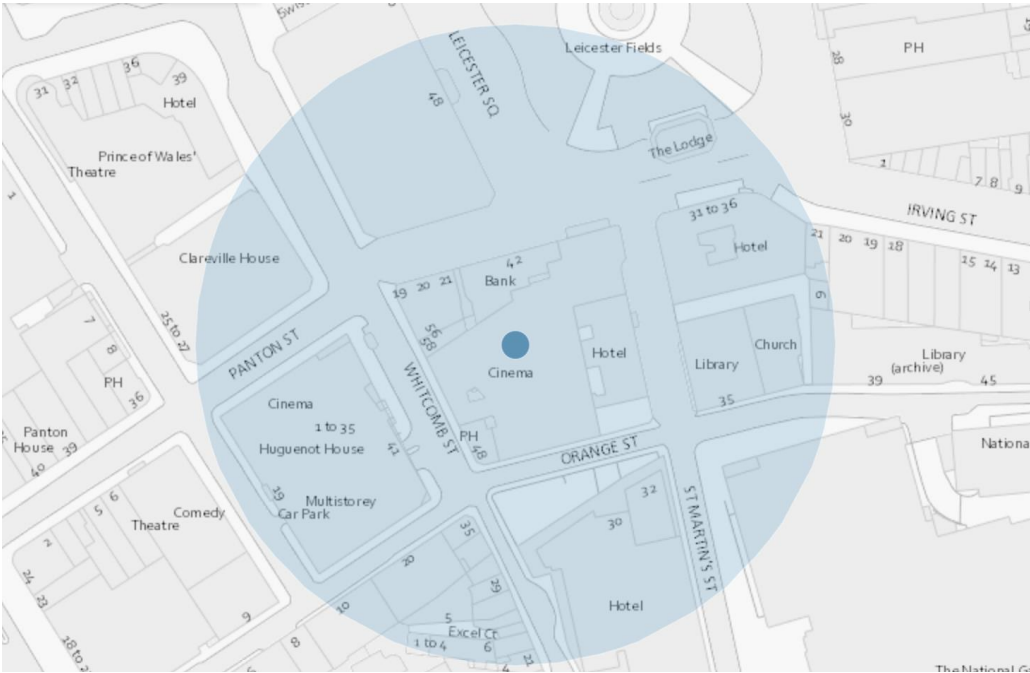 LEICESTER SQ
Leicester Fields
PH
28
30
31
32
36
39
Hotel
48
The Lodge
Prince of Wales'
Theatre
1
1
7
8
9
31 to 36
IRVING ST
Hotel
21
20
19
18
15
14
13
Clareville House
42
Bank
19
20
21
6
25 to 27
7
8
PH
36
PANTON ST
56
58
Cinema
Hotel
Library
Church
Library
(archive)
39
45
35
WHITCOMB ST
Cinema
1 to 35
Huguenot House
41
PH
48
ORANGE ST
Panton
House
39
40
National
19
Multistorey
Car Park
32
30
ST MARTIN'S ST
Comedy
Theatre
5
6
2
24
23
35
20
29
10
9
8
5
Excel Ct
1 to 4
6
21
4
Hotel
18 to
The National G